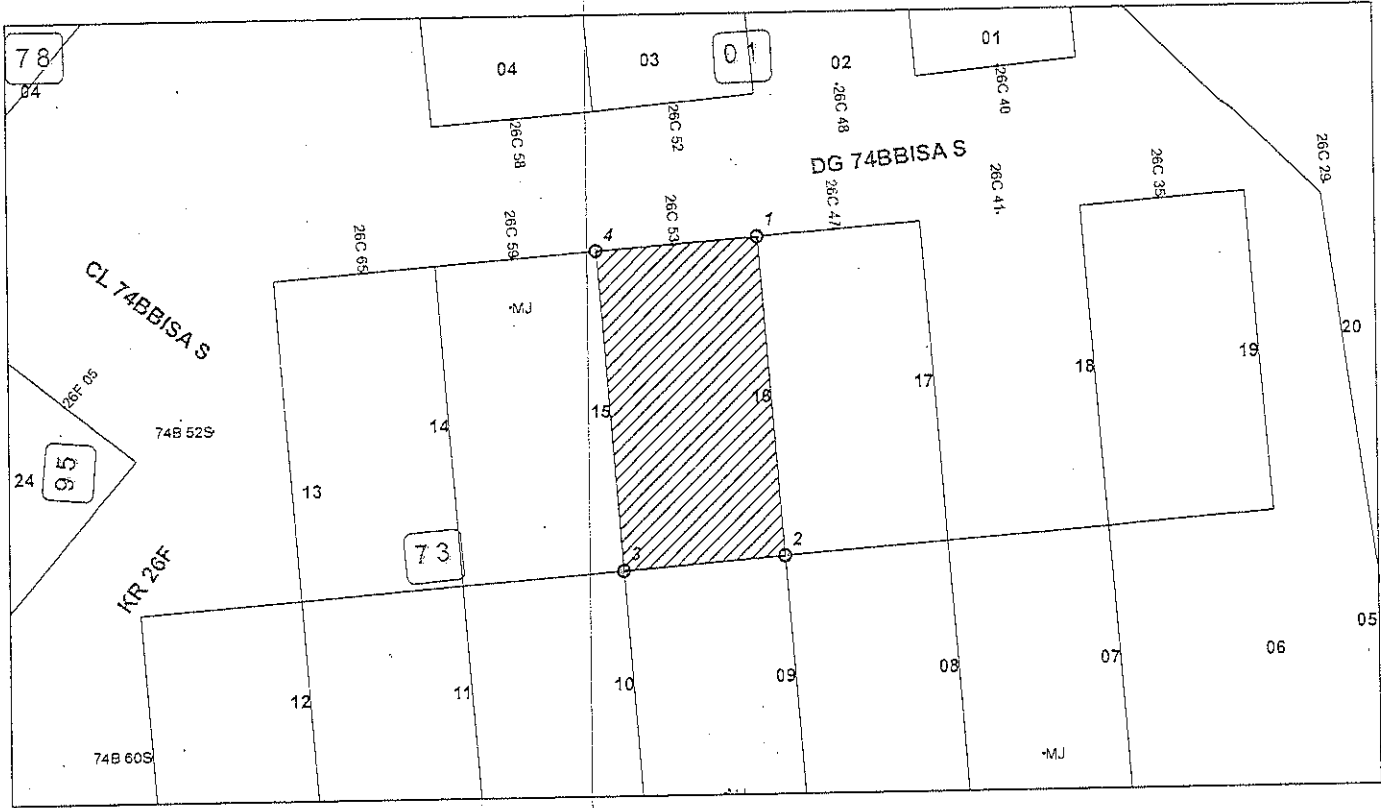 78
04
04
03
01
02
01
26C 58
26C 52
26C 48
26C 40
DG 74BBISA S
26C 29
26C 65
26C 59
26C 53
26C 47
26C 41
26C 35
4
1
CL 74BBISA S
MJ
26F 05
74B 52S
24
95
13
14
15
16
17
18
19
20
73
3
2
KR 26F
12
11
10
09
08
07
06
05
74B 60S
MJ